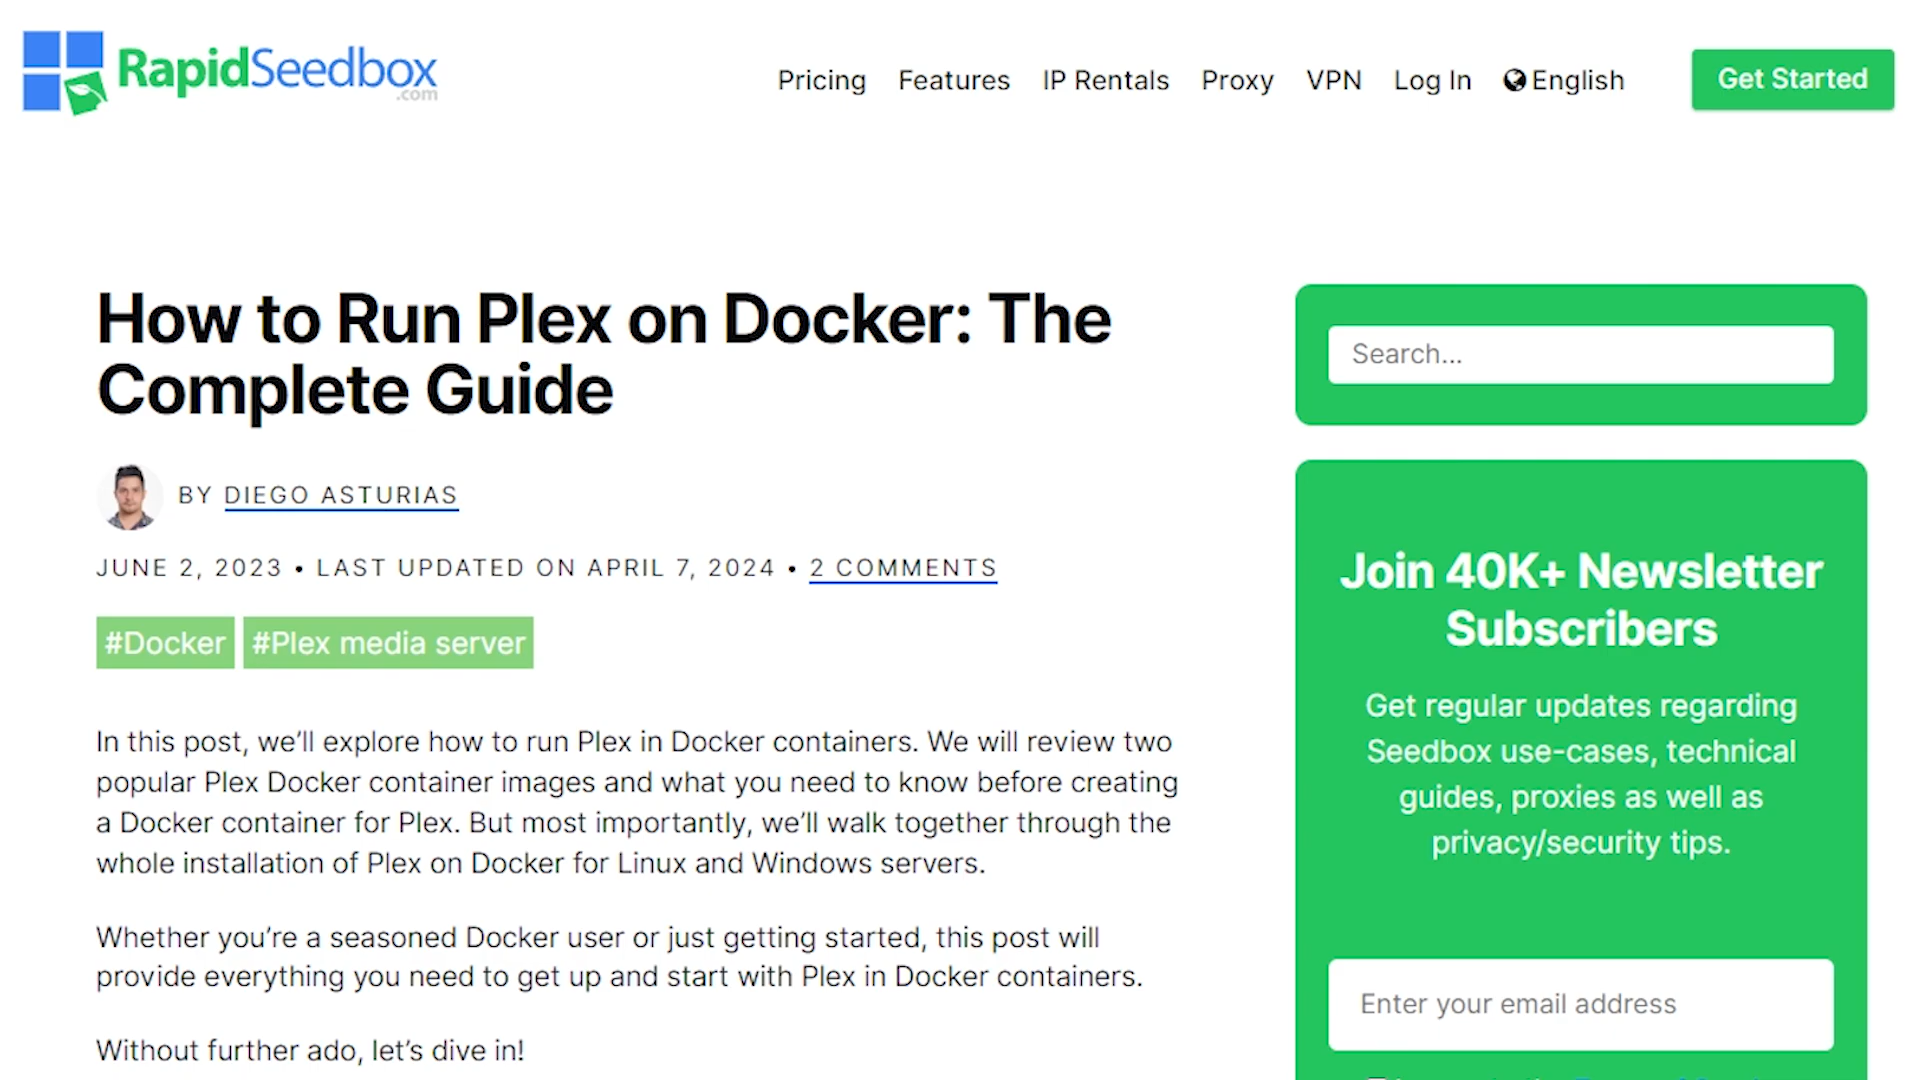 RapidSeedbox
.com
Pricing Features IP Rentals Proxy VPN Log In English Get Started
How to Run Plex on Docker: The
Complete Guide
BY DIEGO ASTURIAS
JUNE 2, 2023 • LAST UPDATED ON APRIL 7, 2024 • 2 COMMENTS
#Docker #Plex media server
In this post, we’ll explore how to run Plex in Docker containers. We will review two
popular Plex Docker container images and what you need to know before creating
a Docker container for Plex. But most importantly, we’ll walk together through the
whole installation of Plex on Docker for Linux and Windows servers.
Whether you’re a seasoned Docker user or just getting started, this post will
provide everything you need to get up and start with Plex in Docker containers.
Without further ado, let’s dive in!
Search...
Join 40K+ Newsletter
Subscribers
Get regular updates regarding
Seedbox use-cases, technical
guides, proxies as well as
privacy/security tips.
Enter your email address